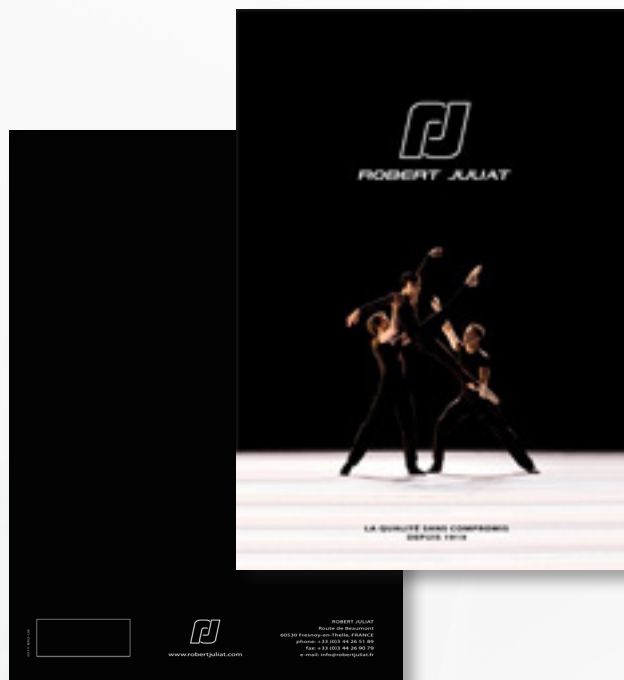 ROBERT JULIAT
LA QUALITÉ SANS COMPROMIS
DEPUIS 1919
www.robertjuliat.com
ROBERT JULIAT
Route de Beaumont
60530 Fresnoy-en-Thelle, FRANCE
phone: +33 (0)3 44 26 51 89
fax: +33 (0)3 44 26 90 79
e-mail: info@robertjuliat.fr